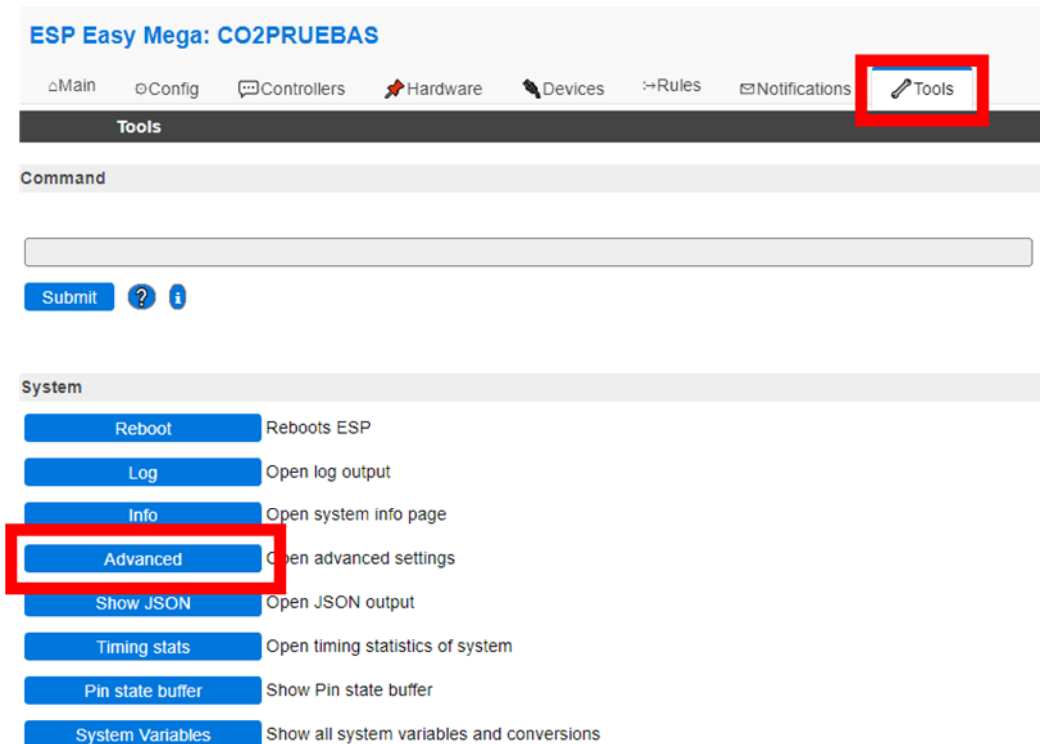 ESP Easy Mega: CO2PRUEBAS
Main Config Controllers Hardware Devices Rules Notifications Tools
Tools
Command
Submit ? i
System
Reboot Reboots ESP
Log Open log output
Info Open system info page
Advanced Open advanced settings
Show JSON Open JSON output
Timing stats Open timing statistics of system
Pin state buffer Show Pin state buffer
System Variables Show all system variables and conversions